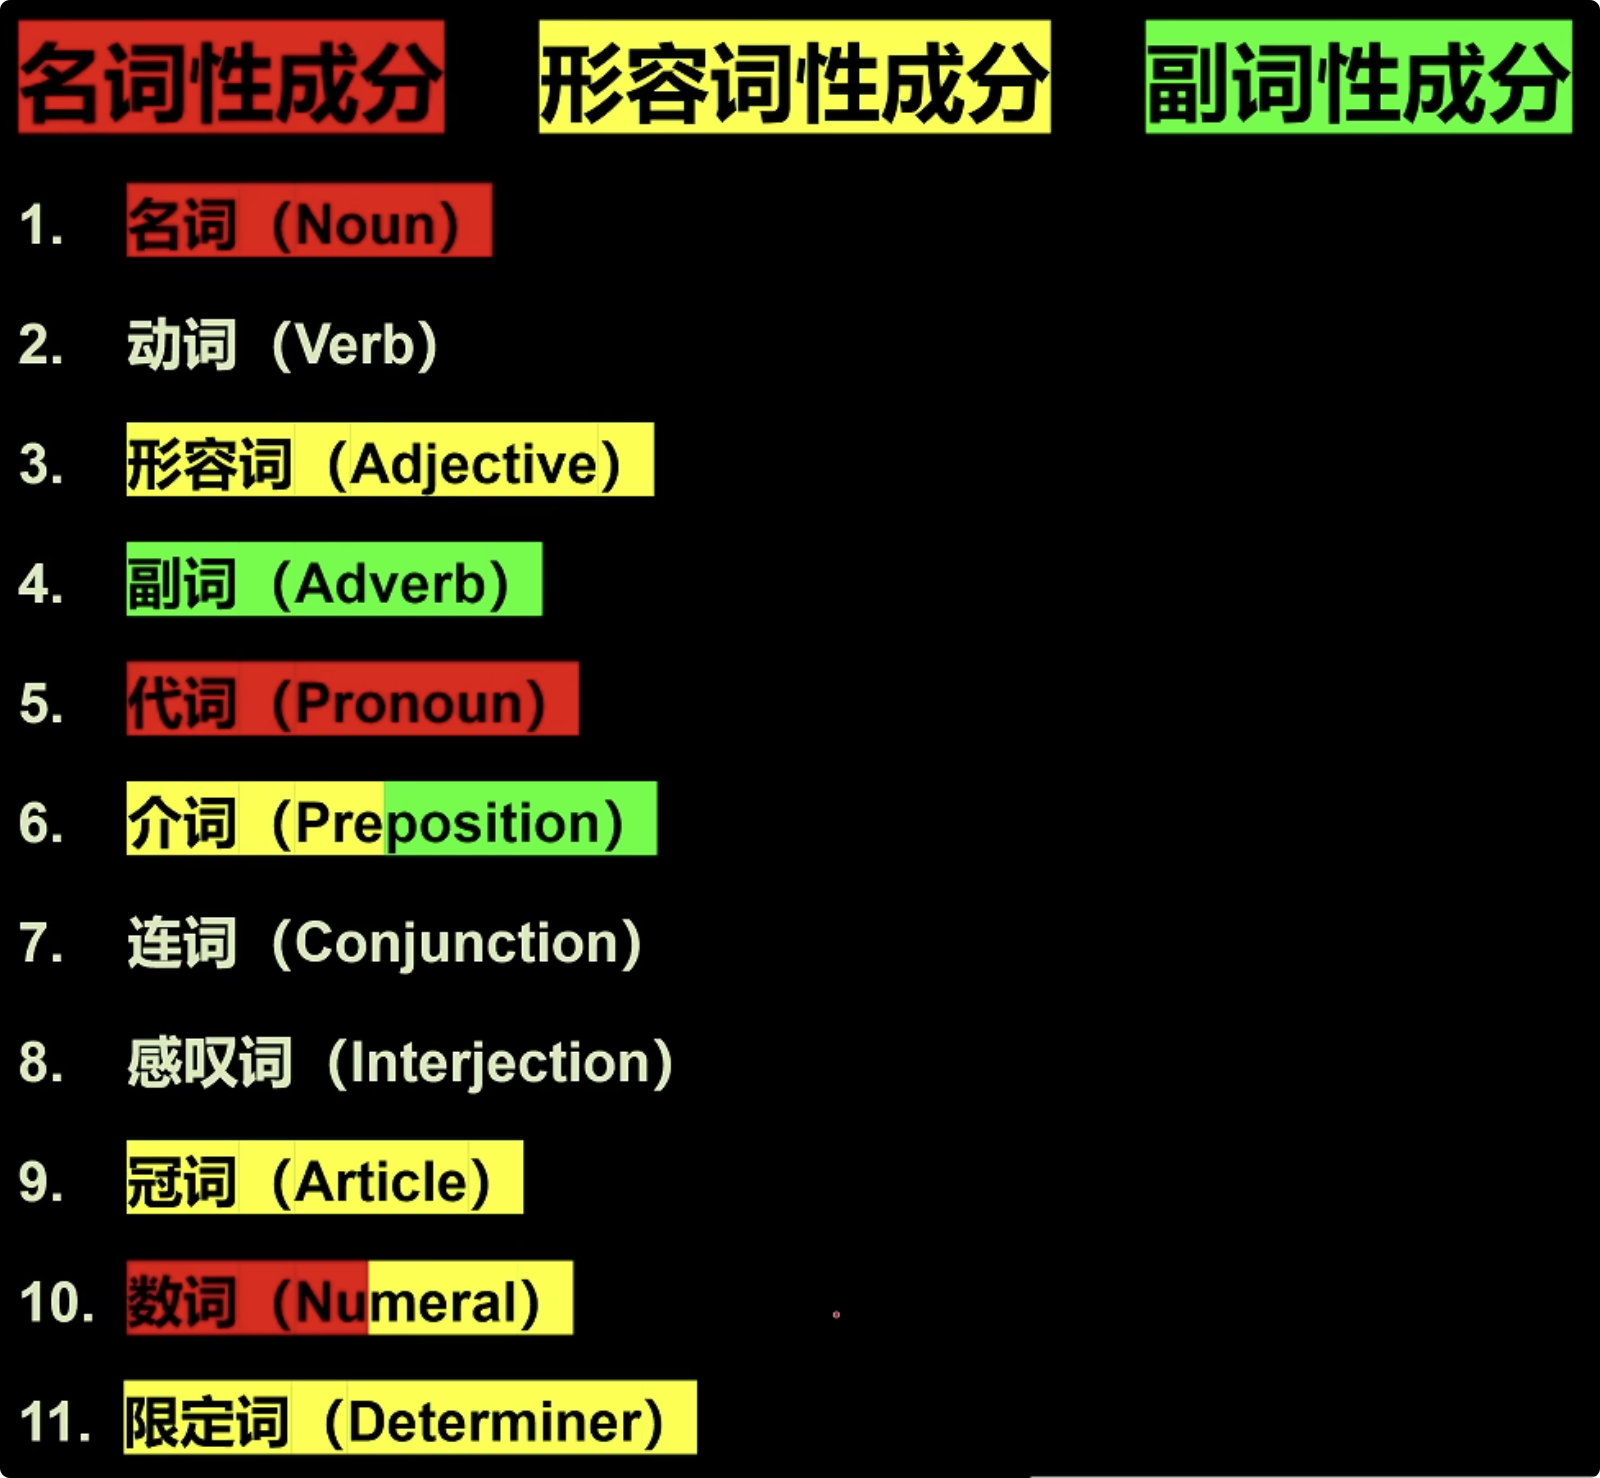 名词性成分 形容词性成分 副词性成分
1. 名词（Noun）
2. 动词（Verb）
3. 形容词（Adjective）
4. 副词（Adverb）
5. 代词（Pronoun）
6. 介词（Preposition）
7. 连词（Conjunction）
8. 感叹词（Interjection）
9. 冠词（Article）
10. 数词（Numeral）
11. 限定词（Determiner）